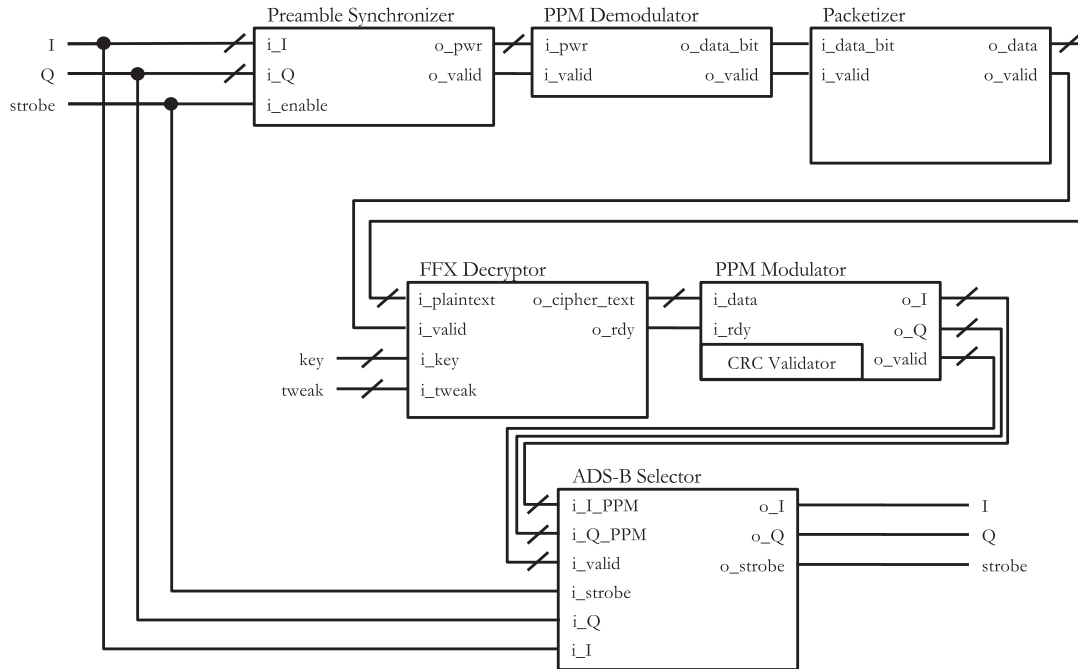 Preamble Synchronizer
PPM Demodulator
Packetizer
I
i_I
o_pwr
i_pwr
o_data_bit
i_data_bit
o_data
Q
i_Q
o_valid
i_valid
o_valid
i_valid
o_valid
strobe
i_enable
FFX Decryptor
PPM Modulator
i_plaintext
o_cipher_text
i_data
o_I
i_valid
o_rdy
i_rdy
o_Q
key
i_key
CRC Validator
o_valid
tweak
i_tweak
ADS-B Selector
i_I_PPM
o_I
I
i_Q_PPM
o_Q
Q
i_valid
o_strobe
strobe
i_strobe
i_Q
i_I